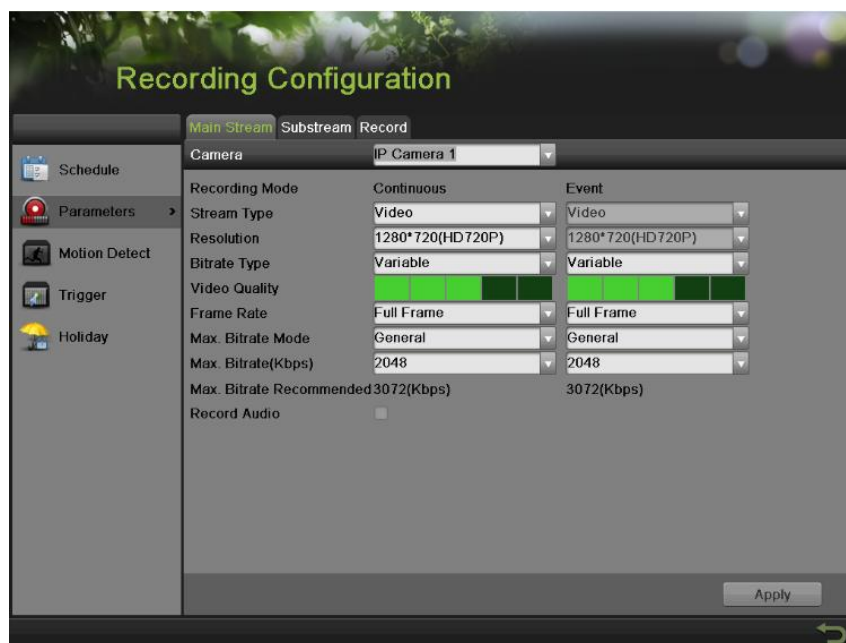 Recording Configuration
Main Stream Substream Record
Camera IP Camera 1
Schedule
Parameters
Motion Detect
Trigger
Holiday
Recording Mode Continuous Event
Stream Type Video Video
Resolution 1280*720(HD720P) 1280*720(HD720P)
Bitrate Type Variable Variable
Video Quality
Frame Rate Full Frame Full Frame
Max. Bitrate Mode General General
Max. Bitrate(Kbps) 2048 2048
Max. Bitrate Recommended 3072(Kbps) 3072(Kbps)
Record Audio
Apply